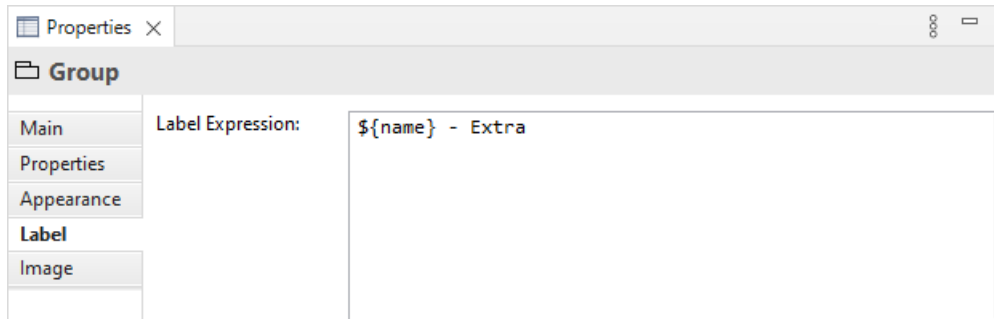 Properties
Group
Main
Label Expression:
${name} - Extra
Properties
Appearance
Label
Image